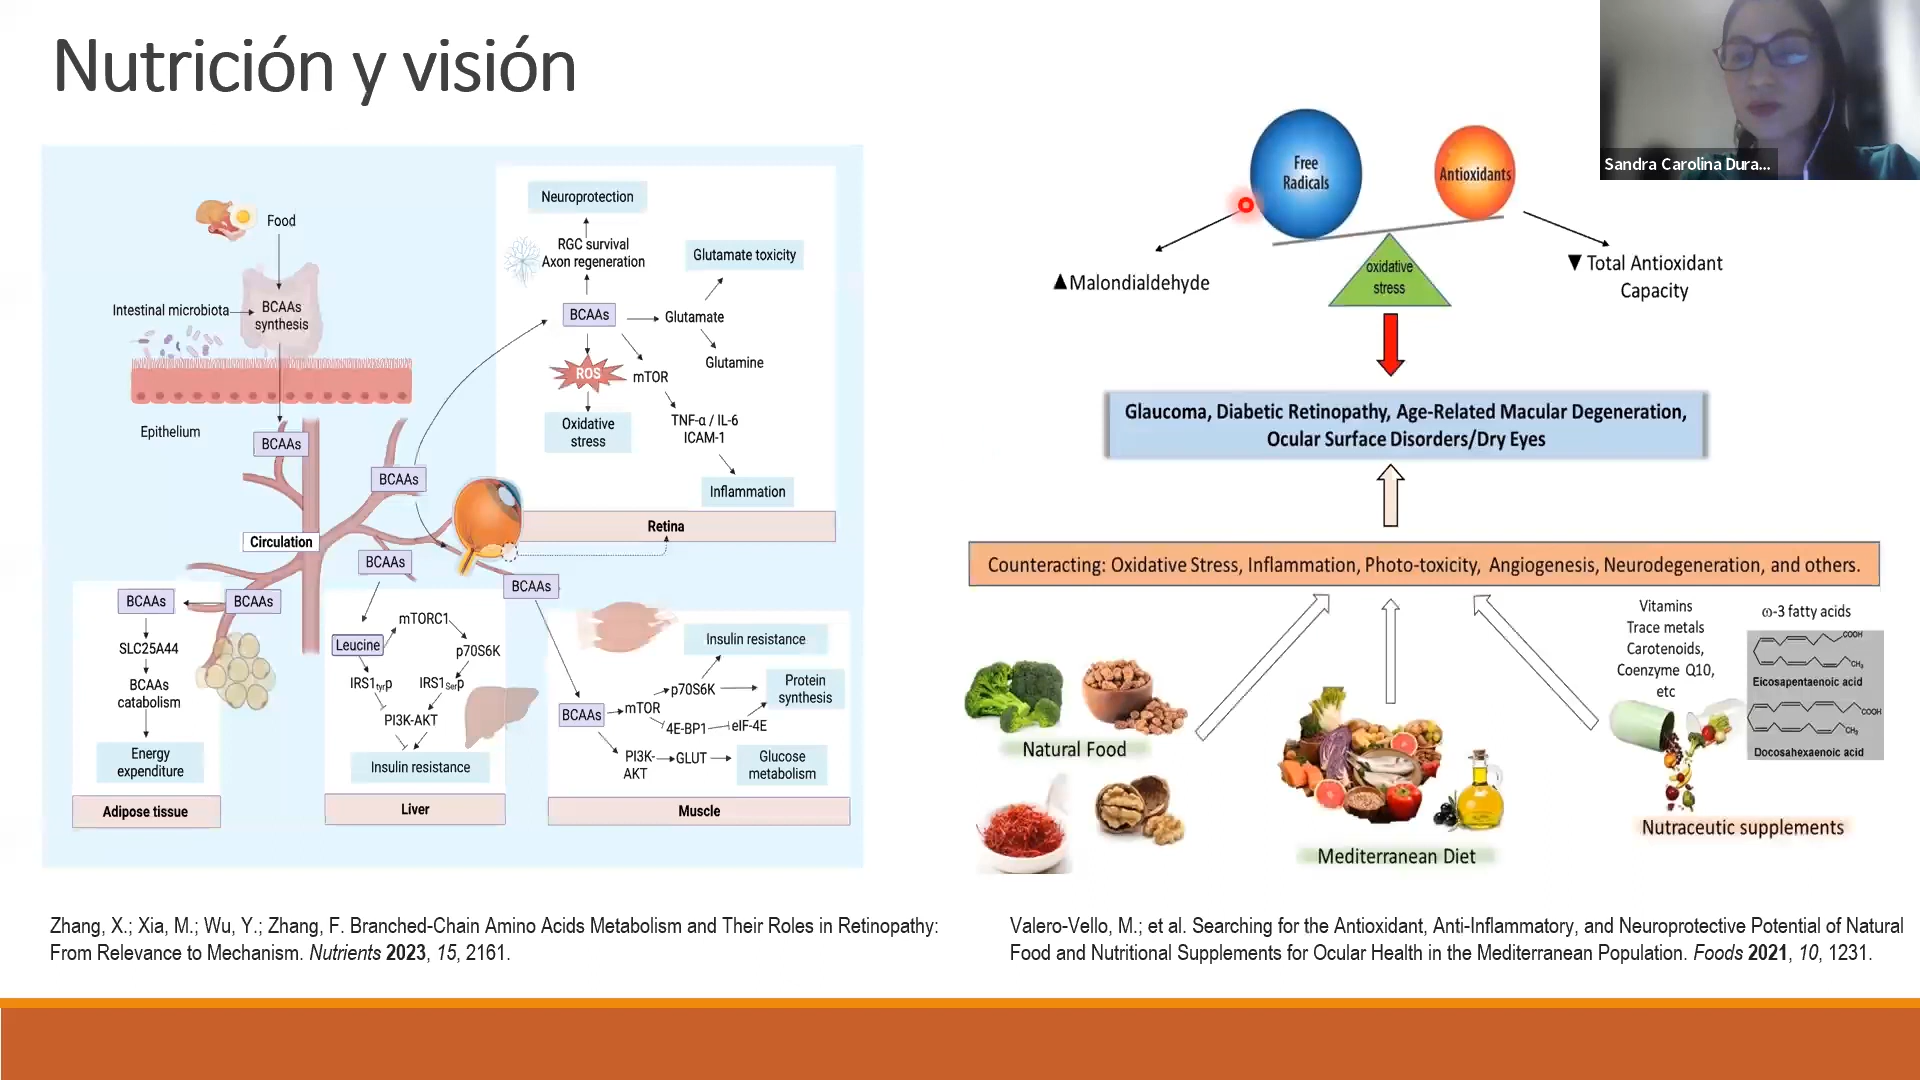 Nutrición y visión
Sandra Carolina Dura...
Food
Intestinal microbiota
BCAAs
synthesis
Epithelium
BCAAs
BCAAs
Circulation
BCAAs
BCAAs
BCAAs
BCAAs
SLC25A44
BCAAs
catabolism
Energy
expenditure
Adipose tissue
Leucine
mTORC1
p70S6K
IRS1tyrp
IRS1Serp
PI3K-AKT
Insulin resistance
Liver
Neuroprotection
RGC survival
Axon regeneration
Glutamate toxicity
BCAAs
Glutamate
Glutamine
ROS
mTOR
Oxidative
stress
TNF-α / IL-6
ICAM-1
Inflammation
Retina
Insulin resistance
p70S6K
Protein
synthesis
BCAAs
mTOR
4E-BP1
eIF-4E
PI3K-
AKT
GLUT
Glucose
metabolism
Muscle
Zhang, X.; Xia, M.; Wu, Y.; Zhang, F. Branched-Chain Amino Acids Metabolism and Their Roles in Retinopathy:
From Relevance to Mechanism. Nutrients 2023, 15, 2161.
Free
Radicals
Antioxidants
oxidative
stress
▲Malondialdehyde
▼ Total Antioxidant
Capacity
Glaucoma, Diabetic Retinopathy, Age-Related Macular Degeneration,
Ocular Surface Disorders/Dry Eyes
Counteracting: Oxidative Stress, Inflammation, Photo-toxicity, Angiogenesis, Neurodegeneration, and others.
Natural Food
Mediterranean Diet
Vitamins
Trace metals
Carotenoids,
Coenzyme Q10,
etc
ω-3 fatty acids
COOH
CH3
Eicosapentaenoic acid
COOH
CH3
Docosahexaenoic acid
Nutraceutic supplements
Valero-Vello, M.; et al. Searching for the Antioxidant, Anti-Inflammatory, and Neuroprotective Potential of Natural
Food and Nutritional Supplements for Ocular Health in the Mediterranean Population. Foods 2021, 10, 1231.